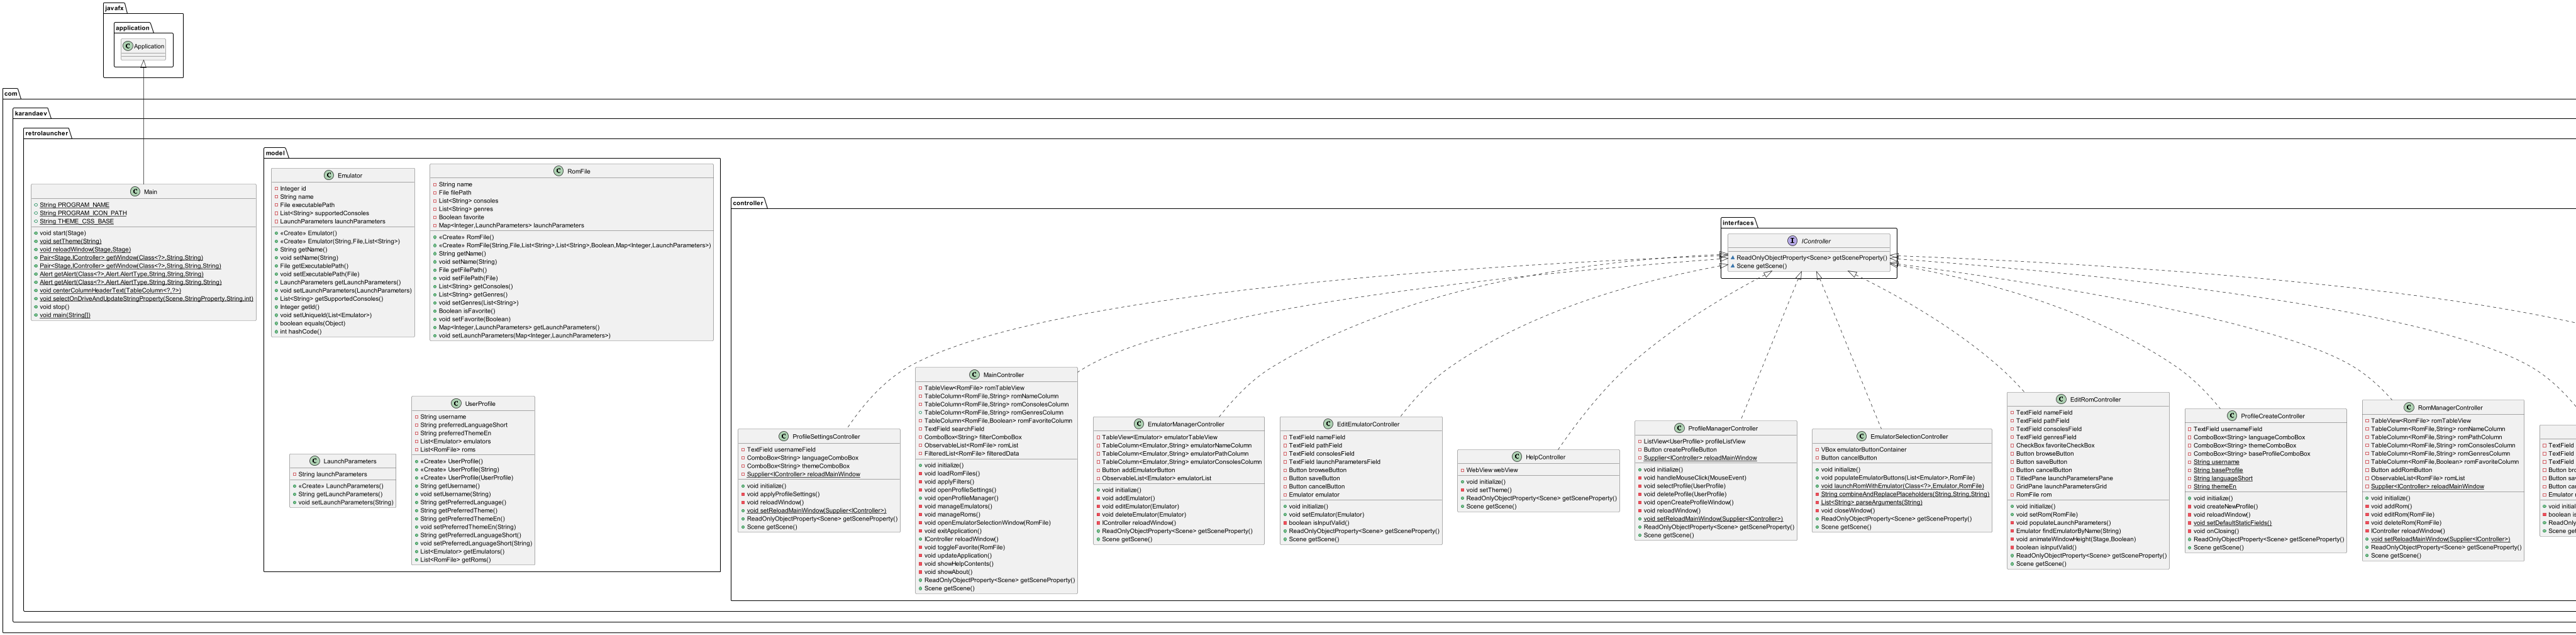 javafx
application
C Application
com
karandaev
retrolauncher
C Main
String PROGRAM_NAME
String PROGRAM_ICON_PATH
String THEME_CSS_BASE
void start(Stage)
void setTheme(String)
void reloadWindow(Stage,Stage)
Pair<Stage,IController> getWindow(Class<?>,String,String)
Pair<Stage,IController> getWindow(Class<?>,String,String,String)
Alert getAlert(Class<?>,Alert.AlertType,String,String,String)
Alert getAlert(Class<?>,Alert.AlertType,String,String,String,String)
void centerColumnHeaderText(TableColumn<?,?>)
void selectOnDriveAndUpdateStringProperty(Scene,StringProperty,String,int)
void stop()
void main(String[])
model
C Emulator
Integer id
String name
File executablePath
List<String> supportedConsoles
LaunchParameters launchParameters
«Create» Emulator()
«Create» Emulator(String,File,List<String>)
String getName()
void setName(String)
File getExecutablePath()
void setExecutablePath(File)
LaunchParameters getLaunchParameters()
void setLaunchParameters(LaunchParameters)
List<String> getSupportedConsoles()
Integer getId()
void setUniqueId(List<Emulator>)
boolean equals(Object)
int hashCode()
C RomFile
String name
File filePath
List<String> consoles
List<String> genres
Boolean favorite
Map<Integer,LaunchParameters> launchParameters
«Create» RomFile()
«Create» RomFile(String,File,List<String>,List<String>,Boolean,Map<Integer,LaunchParameters>)
String getName()
void setName(String)
File getFilePath()
void setFilePath(File)
List<String> getConsoles()
List<String> getGenres()
void setGenres(List<String>)
Boolean isFavorite()
void setFavorite(Boolean)
Map<Integer,LaunchParameters> getLaunchParameters()
void setLaunchParameters(Map<Integer,LaunchParameters>)
C LaunchParameters
String launchParameters
«Create» LaunchParameters()
String getLaunchParameters()
void setLaunchParameters(String)
C UserProfile
String username
String preferredLanguageShort
String preferredThemeEn
List<Emulator> emulators
List<RomFile> roms
«Create» UserProfile()
«Create» UserProfile(String)
«Create» UserProfile(UserProfile)
String getUsername()
void setUsername(String)
String getPreferredLanguage()
String getPreferredTheme()
String getPreferredThemeEn()
void setPreferredThemeEn(String)
String getPreferredLanguageShort()
void setPreferredLanguageShort(String)
List<Emulator> getEmulators()
List<RomFile> getRoms()
controller
interfaces
I IController
ReadOnlyObjectProperty<Scene> getSceneProperty()
Scene getScene()
C ProfileSettingsController
TextField usernameField
ComboBox<String> languageComboBox
ComboBox<String> themeComboBox
Supplier<IController> reloadMainWindow
void initialize()
void applyProfileSettings()
void reloadWindow()
void setReloadMainWindow(Supplier<IController>)
ReadOnlyObjectProperty<Scene> getSceneProperty()
Scene getScene()
C MainController
TableView<RomFile> romTableView
TableColumn<RomFile,String> romNameColumn
TableColumn<RomFile,String> romConsolesColumn
TableColumn<RomFile,String> romGenresColumn
TableColumn<RomFile,Boolean> romFavoriteColumn
TextField searchField
ComboBox<String> filterComboBox
ObservableList<RomFile> romList
FilteredList<RomFile> filteredData
void initialize()
void loadRomFiles()
void applyFilters()
void openProfileSettings()
void openProfileManager()
void manageEmulators()
void manageRoms()
void openEmulatorSelectionWindow(RomFile)
void exitApplication()
IController reloadWindow()
void toggleFavorite(RomFile)
void updateApplication()
void showHelpContents()
void showAbout()
ReadOnlyObjectProperty<Scene> getSceneProperty()
Scene getScene()
C EmulatorManagerController
TableView<Emulator> emulatorTableView
TableColumn<Emulator,String> emulatorNameColumn
TableColumn<Emulator,String> emulatorPathColumn
TableColumn<Emulator,String> emulatorConsolesColumn
Button addEmulatorButton
ObservableList<Emulator> emulatorList
void initialize()
void addEmulator()
void editEmulator(Emulator)
void deleteEmulator(Emulator)
IController reloadWindow()
ReadOnlyObjectProperty<Scene> getSceneProperty()
Scene getScene()
C EditEmulatorController
TextField nameField
TextField pathField
TextField consolesField
TextField launchParametersField
Button browseButton
Button saveButton
Button cancelButton
Emulator emulator
void initialize()
void setEmulator(Emulator)
boolean isInputValid()
ReadOnlyObjectProperty<Scene> getSceneProperty()
Scene getScene()
C HelpController
WebView webView
void initialize()
void setTheme()
ReadOnlyObjectProperty<Scene> getSceneProperty()
Scene getScene()
C ProfileManagerController
ListView<UserProfile> profileListView
Button createProfileButton
Supplier<IController> reloadMainWindow
void initialize()
void handleMouseClick(MouseEvent)
void selectProfile(UserProfile)
void deleteProfile(UserProfile)
void openCreateProfileWindow()
void reloadWindow()
void setReloadMainWindow(Supplier<IController>)
ReadOnlyObjectProperty<Scene> getSceneProperty()
Scene getScene()
C EmulatorSelectionController
VBox emulatorButtonContainer
Button cancelButton
void initialize()
void populateEmulatorButtons(List<Emulator>,RomFile)
void launchRomWithEmulator(Class<?>,Emulator,RomFile)
String combineAndReplacePlaceholders(String,String,String)
List<String> parseArguments(String)
void closeWindow()
ReadOnlyObjectProperty<Scene> getSceneProperty()
Scene getScene()
C EditRomController
TextField nameField
TextField pathField
TextField consolesField
TextField genresField
CheckBox favoriteCheckBox
Button browseButton
Button saveButton
Button cancelButton
TitledPane launchParametersPane
GridPane launchParametersGrid
RomFile rom
void initialize()
void setRom(RomFile)
void populateLaunchParameters()
Emulator findEmulatorByName(String)
void animateWindowHeight(Stage,Boolean)
boolean isInputValid()
ReadOnlyObjectProperty<Scene> getSceneProperty()
Scene getScene()
C ProfileCreateController
TextField usernameField
ComboBox<String> languageComboBox
ComboBox<String> themeComboBox
ComboBox<String> baseProfileComboBox
String username
String baseProfile
String languageShort
String themeEn
void initialize()
void createNewProfile()
void reloadWindow()
void setDefaultStaticFields()
void onClosing()
ReadOnlyObjectProperty<Scene> getSceneProperty()
Scene getScene()
C RomManagerController
TableView<RomFile> romTableView
TableColumn<RomFile,String> romNameColumn
TableColumn<RomFile,String> romPathColumn
TableColumn<RomFile,String> romConsolesColumn
TableColumn<RomFile,String> romGenresColumn
TableColumn<RomFile,Boolean> romFavoriteColumn
Button addRomButton
ObservableList<RomFile> romList
Supplier<IController> reloadMainWindow
void initialize()
void addRom()
void editRom(RomFile)
void deleteRom(RomFile)
IController reloadWindow()
void setReloadMainWindow(Supplier<IController>)
ReadOnlyObjectProperty<Scene> getSceneProperty()
Scene getScene()
TextField
TextField
TextField
Button
Button
Button
Emulator
void
boolean
Scene